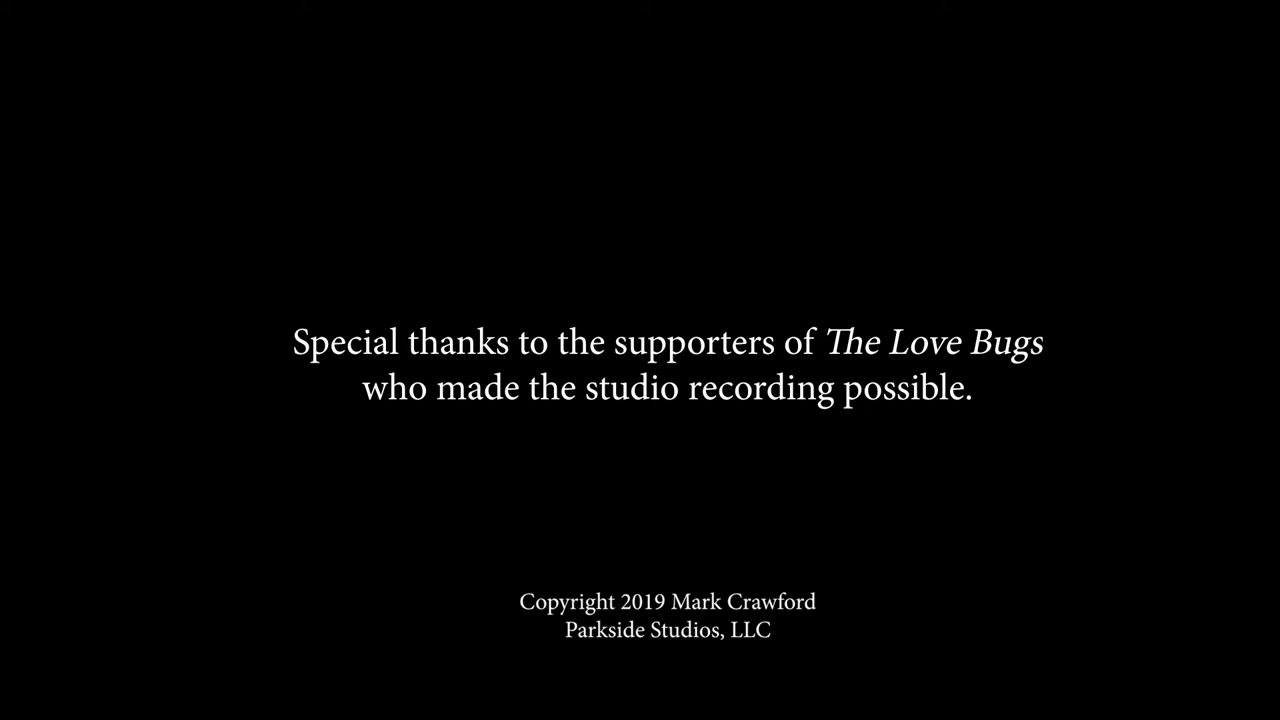 Special thanks to the supporters of The Love Bugs
who made the studio recording possible.
Copyright 2019 Mark Crawford
Parkside Studios, LLC